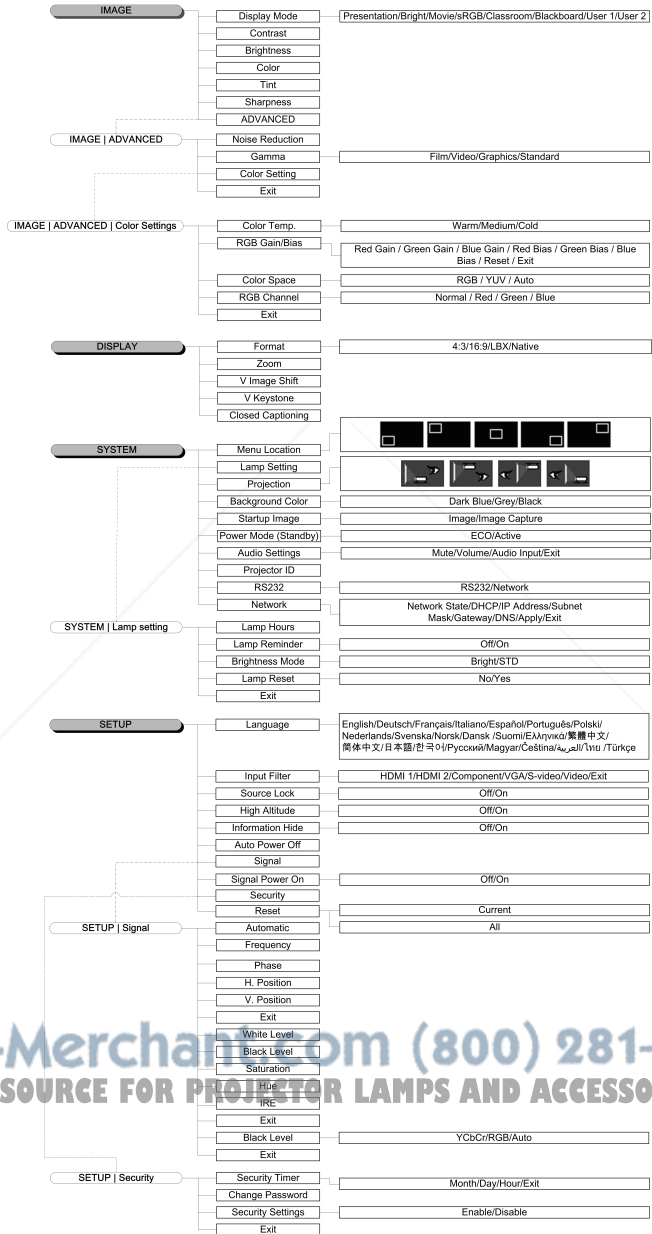 IMAGE
Display Mode
Presentation/Bright/Movie/sRGB/Classroom/Blackboard/User 1/User 2
Contrast
Brightness
Color
Tint
Sharpness
ADVANCED
IMAGE | ADVANCED
Noise Reduction
Gamma
Film/Video/Graphics/Standard
Color Setting
Exit
IMAGE | ADVANCED | Color Settings
Color Temp.
Warm/Medium/Cold
RGB Gain/Bias
Red Gain / Green Gain / Blue Gain / Red Bias / Green Bias / Blue
Bias / Reset / Exit
Color Space
RGB / YUV / Auto
RGB Channel
Normal / Red / Green / Blue
Exit
DISPLAY
Format
4:3/16:9/LBX/Native
Zoom
V Image Shift
V Keystone
Closed Captioning
SYSTEM
Menu Location
Lamp Setting
Projection
Background Color
Dark Blue/Grey/Black
Startup Image
Image/Image Capture
Power Mode (Standby)
ECO/Active
Audio Settings
Mute/Volume/Audio Input/Exit
Projector ID
RS232
RS232/Network
Network
Network State/DHCP/IP Address/Subnet
Mask/Gateway/DNS/Apply/Exit
SYSTEM | Lamp setting
Lamp Hours
Lamp Reminder
Off/On
Brightness Mode
Bright/STD
Lamp Reset
No/Yes
Exit
SETUP
Language
English/Deutsch/Français/Italiano/Español/Português/Polski/
Nederlands/Svenska/Norsk/Dansk /Suomi/Ελληνικά/繁體中文/
简体中文/日本語/한국어/Русский/Magyar/Čeština/العربية/ไทย /Türkçe
Input Filter
HDMI 1/HDMI 2/Component/VGA/S-video/Video/Exit
Source Lock
Off/On
High Altitude
Off/On
Information Hide
Off/On
Auto Power Off
Signal
Signal Power On
Off/On
Security
Reset
Current
All
SETUP | Signal
Automatic
Frequency
Phase
H. Position
V. Position
Exit
White Level
Black Level
Saturation
Hue
IRE
Exit
Black Level
YCbCr/RGB/Auto
Exit
-Merchant.com (800) 281-
SOURCE FOR PROJECTOR LAMPS AND ACCESSO
SETUP | Security
Security Timer
Month/Day/Hour/Exit
Change Password
Security Settings
Enable/Disable
Exit